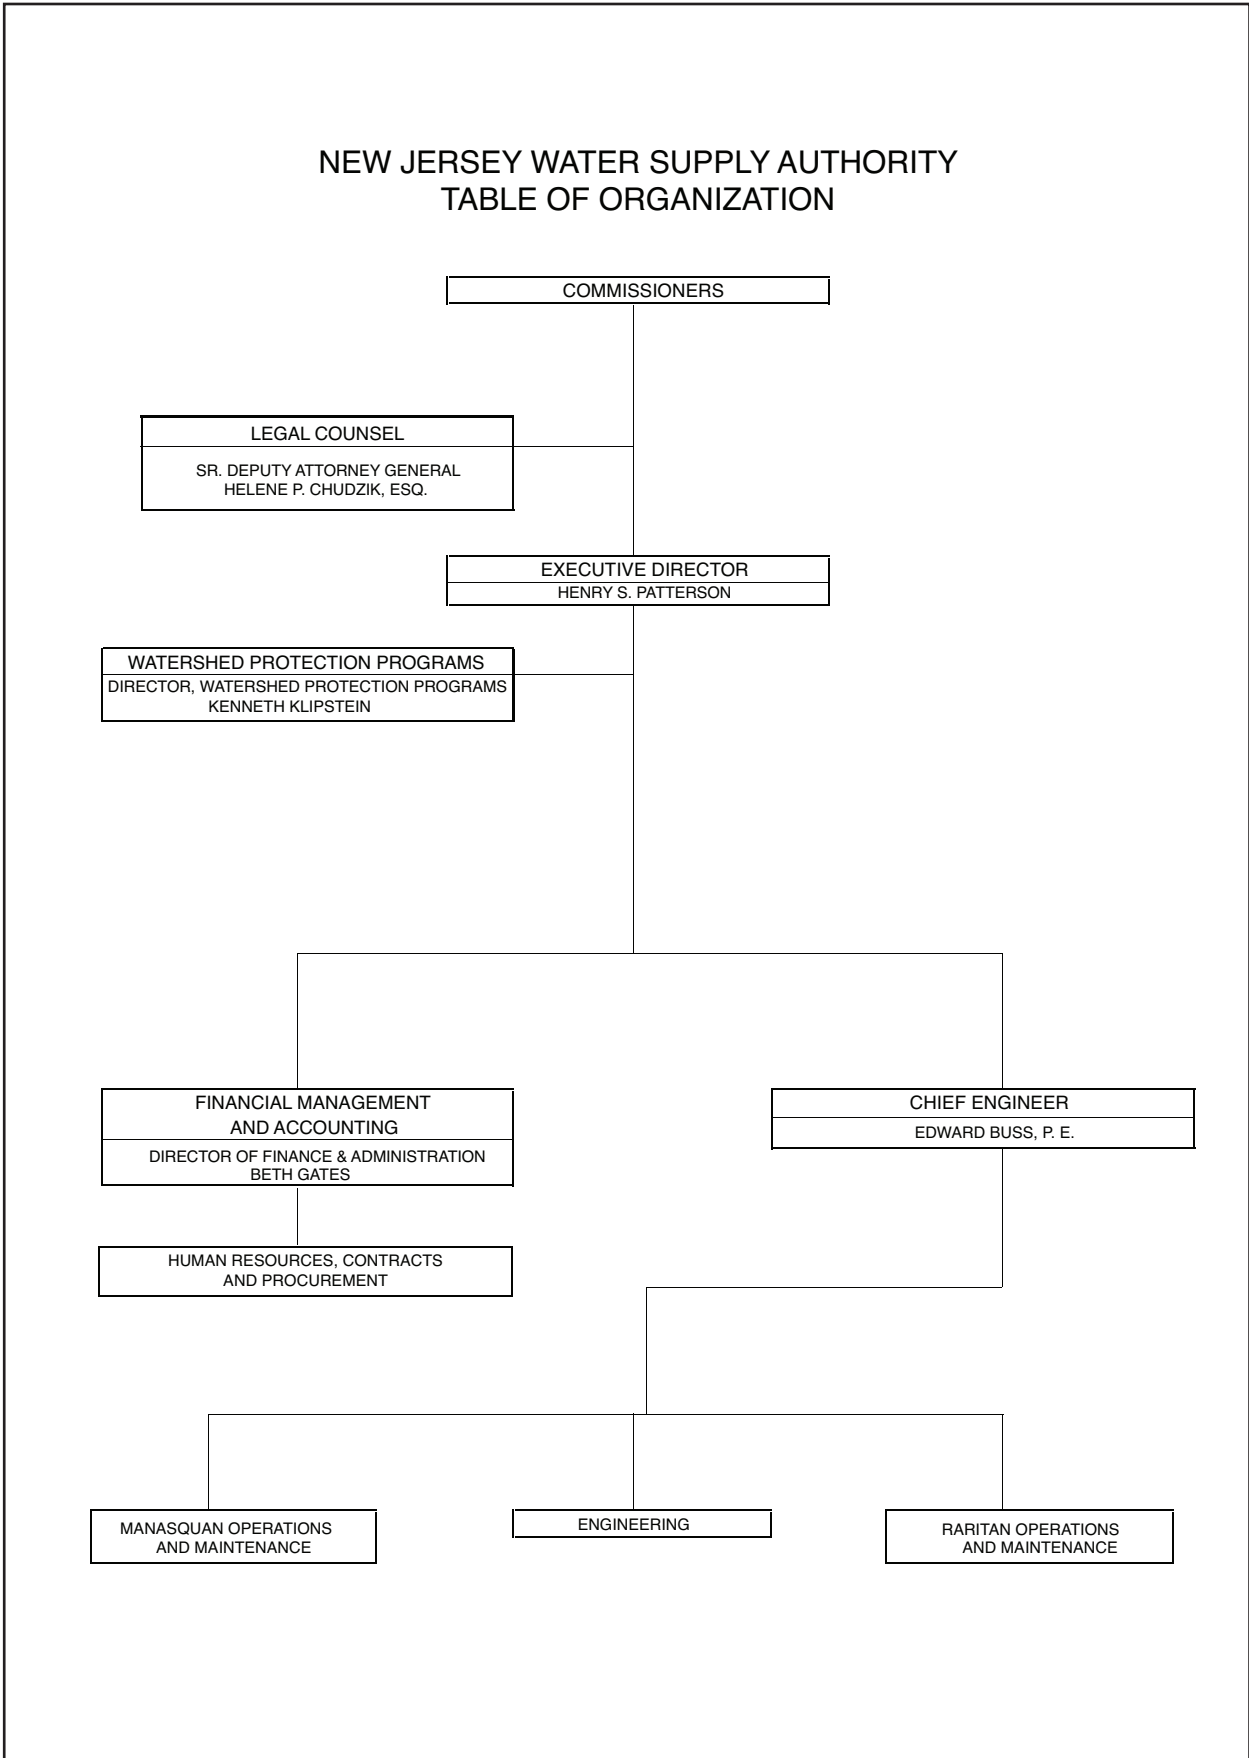 NEW JERSEY WATER SUPPLY AUTHORITY
TABLE OF ORGANIZATION
COMMISSIONERS
LEGAL COUNSEL
SR. DEPUTY ATTORNEY GENERAL
HELENE P. CHUDZIK, ESQ.
EXECUTIVE DIRECTOR
HENRY S. PATTERSON
WATERSHED PROTECTION PROGRAMS
DIRECTOR, WATERSHED PROTECTION PROGRAMS
KENNETH KLIPSTEIN
FINANCIAL MANAGEMENT
AND ACCOUNTING
DIRECTOR OF FINANCE & ADMINISTRATION
BETH GATES
CHIEF ENGINEER
EDWARD BUSS, P. E.
HUMAN RESOURCES, CONTRACTS
AND PROCUREMENT
MANASQUAN OPERATIONS
AND MAINTENANCE
ENGINEERING
RARITAN OPERATIONS
AND MAINTENANCE